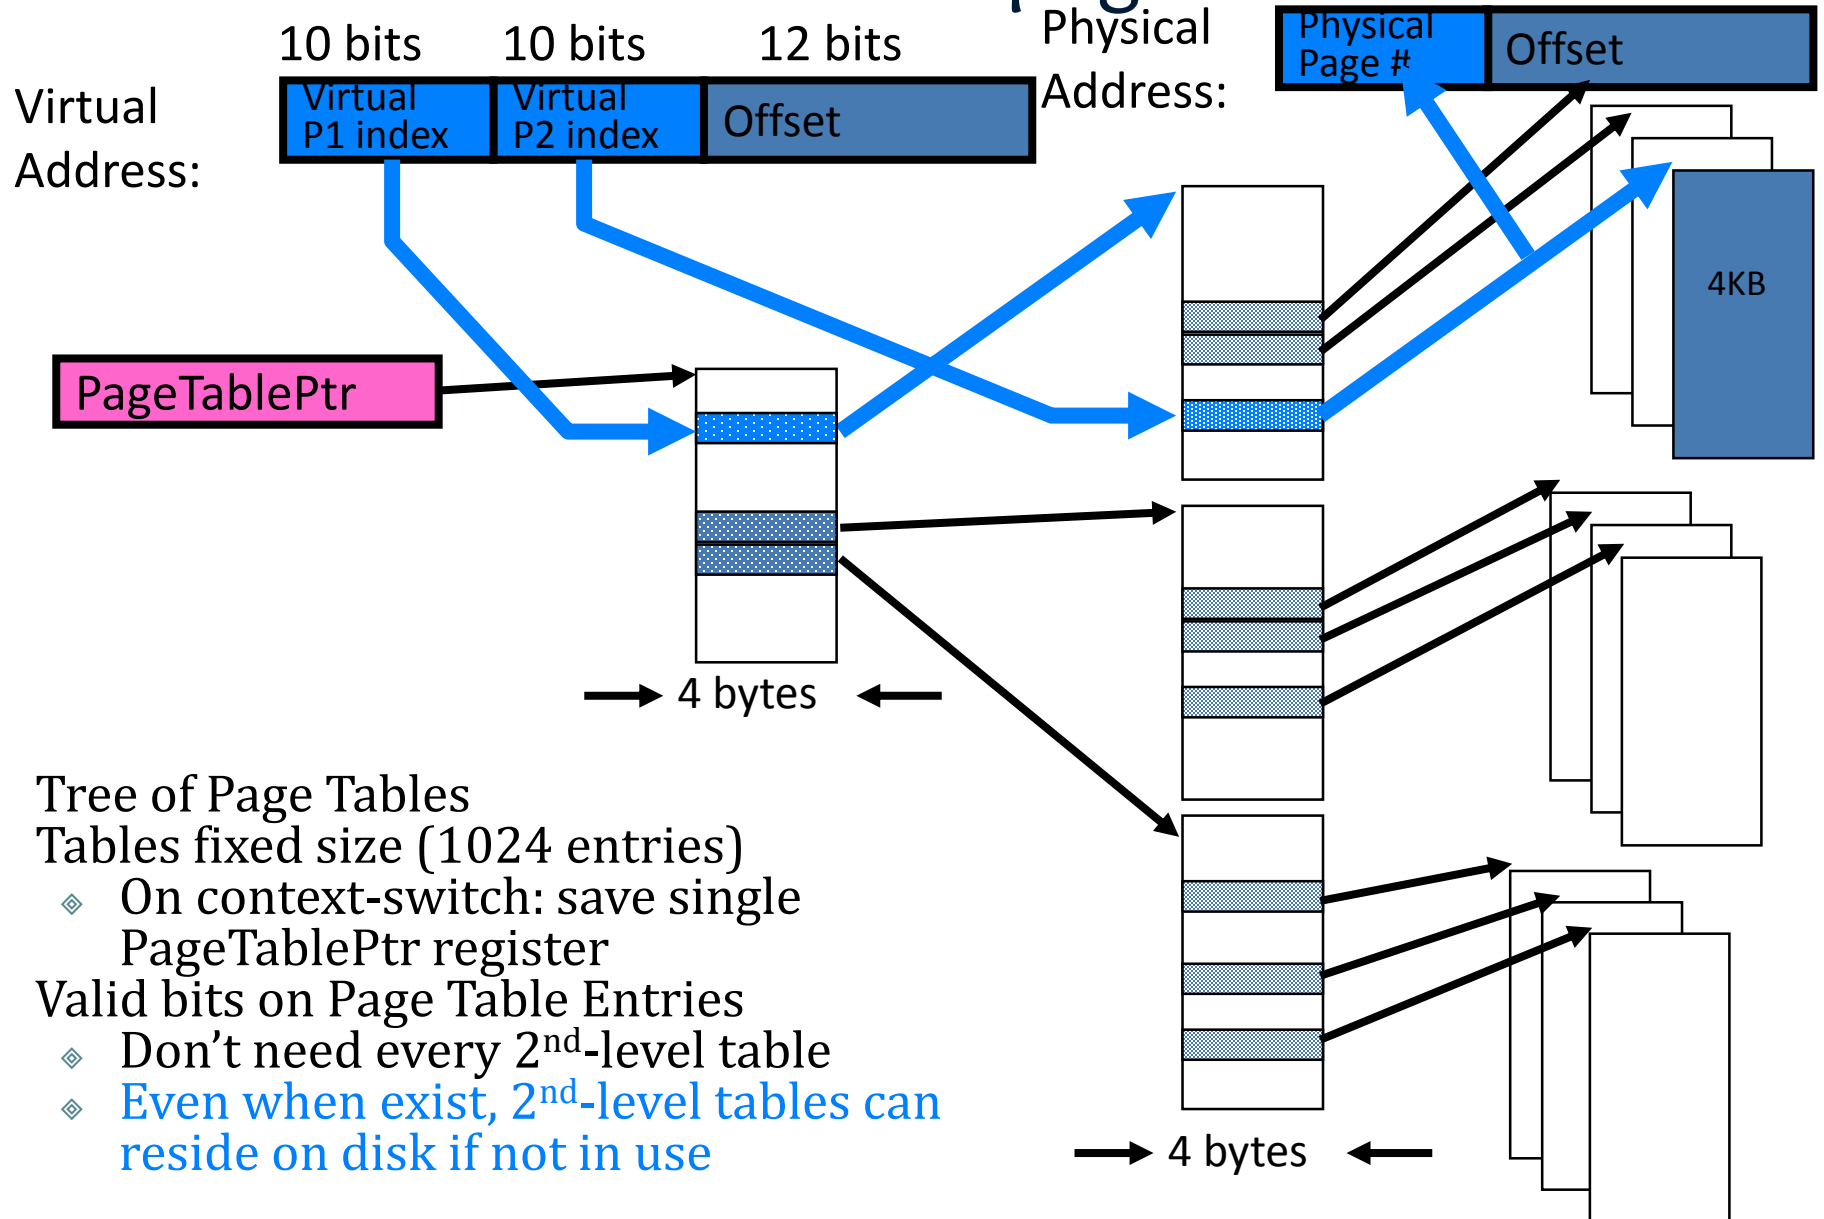 10 bits 10 bits 12 bits
Virtual
Address:
Virtual
P1 index
Virtual
P2 index
Offset
Physical
Address:
Physical
Page #
Offset
4KB
PageTablePtr
4 bytes
Tree of Page Tables
Tables fixed size (1024 entries)
On context-switch: save single
PageTablePtr register
Valid bits on Page Table Entries
Don’t need every 2nd-level table
Even when exist, 2nd-level tables can
reside on disk if not in use
4 bytes